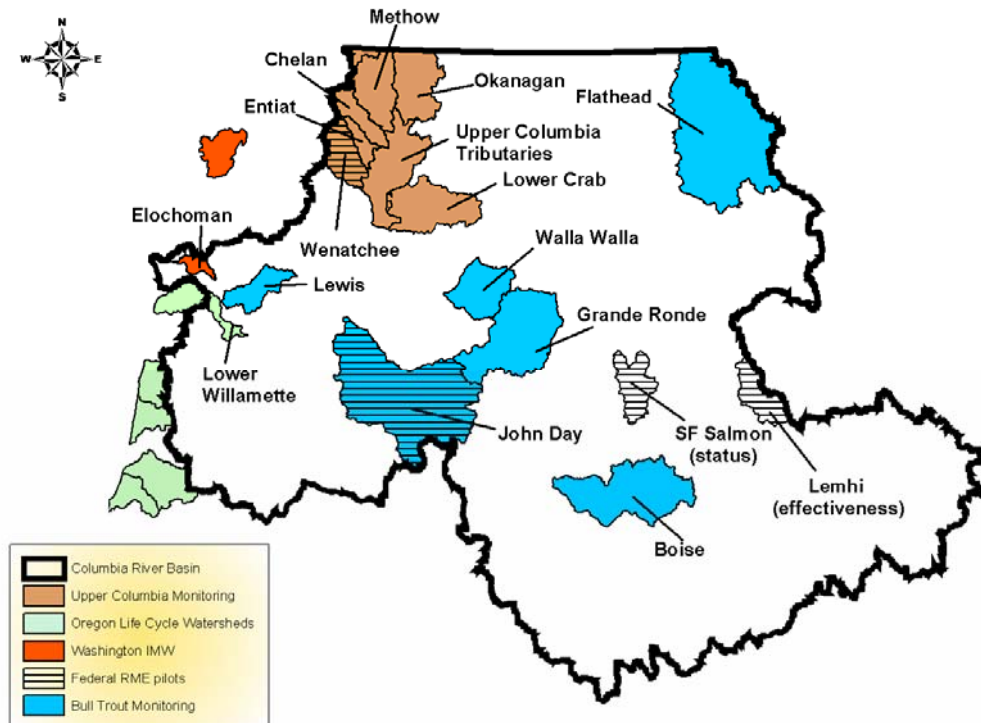 N
W E
S
Methow
Chelan
Okanagan
Entiat
Flathead
Upper Columbia
Tributaries
Lower Crab
Elochoman
Wenatchee
Walla Walla
Lewis
Grande Ronde
Lower
Willamette
John Day
SF Salmon
(status)
Lemhi
(effectiveness)
Boise
Columbia River Basin
Upper Columbia Monitoring
Oregon Life Cycle Watersheds
Washington IMW
Federal RME pilots
Bull Trout Monitoring